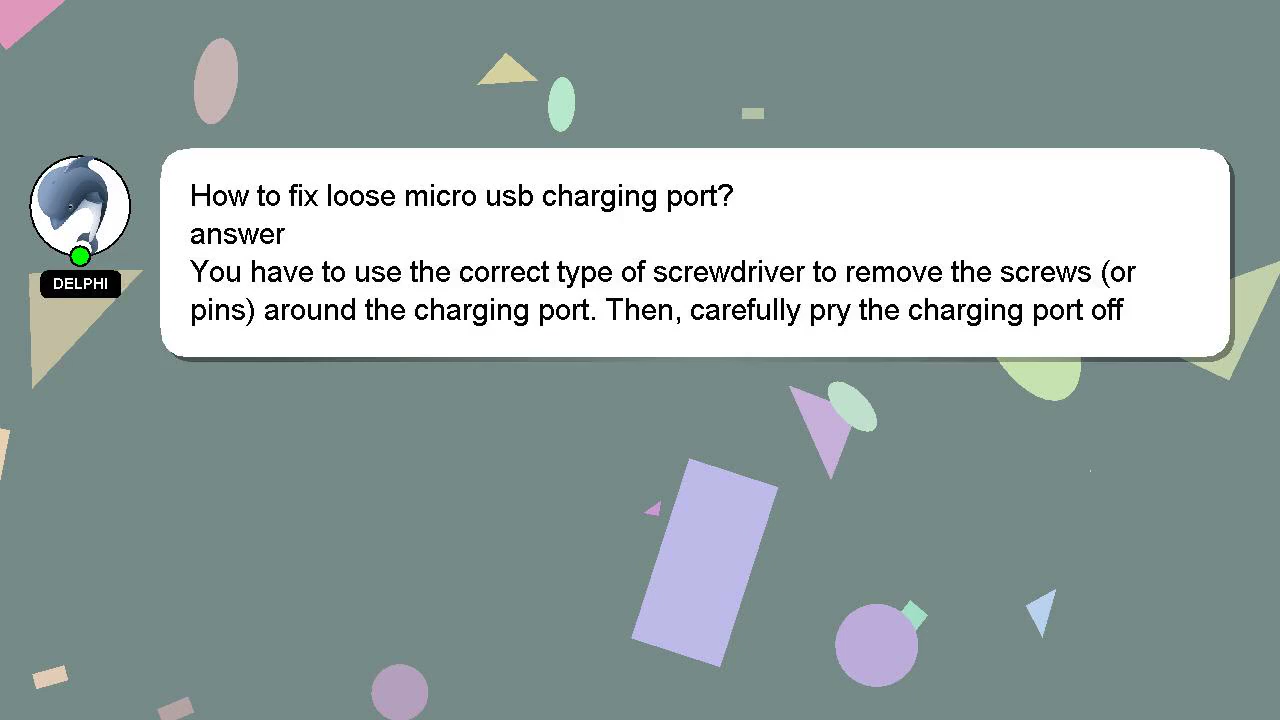 How to fix loose micro usb charging port?
answer
You have to use the correct type of screwdriver to remove the screws (or
pins) around the charging port. Then, carefully pry the charging port off
DELPHI